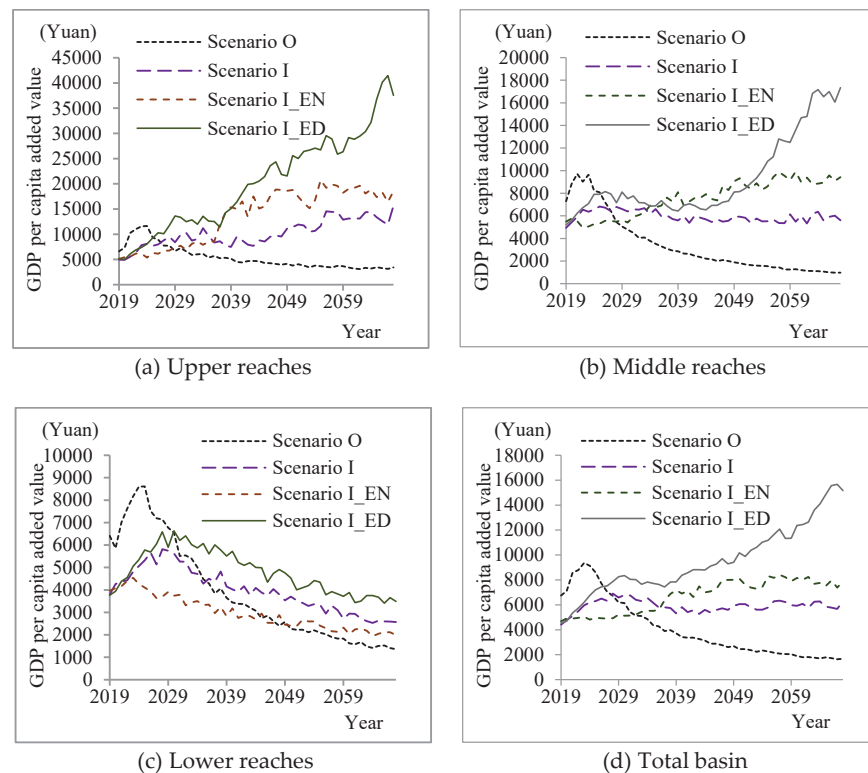 (Yuan)
GDP per capita added value
45000
40000
35000
30000
25000
20000
15000
10000
5000
0
2019 2029 2039 2049 2059
Year
Scenario O
Scenario I
Scenario I_EN
Scenario I_ED
(a) Upper reaches
(Yuan)
GDP per capita added value
20000
18000
16000
14000
12000
10000
8000
6000
4000
2000
0
2019 2029 2039 2049 2059
Year
Scenario O
Scenario I
Scenario I_EN
Scenario I_ED
(b) Middle reaches
(Yuan)
GDP per capita added value
10000
9000
8000
7000
6000
5000
4000
3000
2000
1000
0
2019 2029 2039 2049 2059
Year
Scenario O
Scenario I
Scenario I_EN
Scenario I_ED
(c) Lower reaches
(Yuan)
GDP per capita added value
18000
16000
14000
12000
10000
8000
6000
4000
2000
0
2019 2029 2039 2049 2059
Year
Scenario O
Scenario I
Scenario I_EN
Scenario I_ED
(d) Total basin